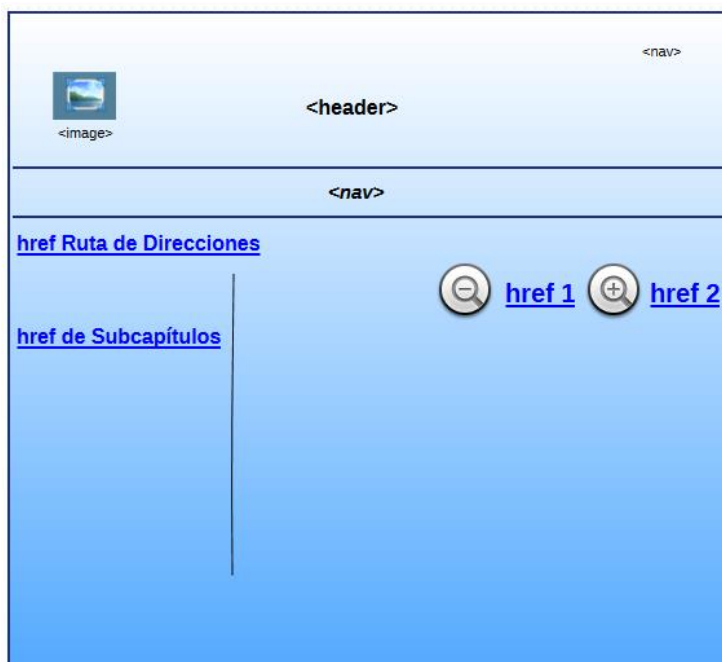 <nav>
<header>
<image>
<nav>
href Ruta de Direcciones
href 1 href 2
href de Subcapítulos